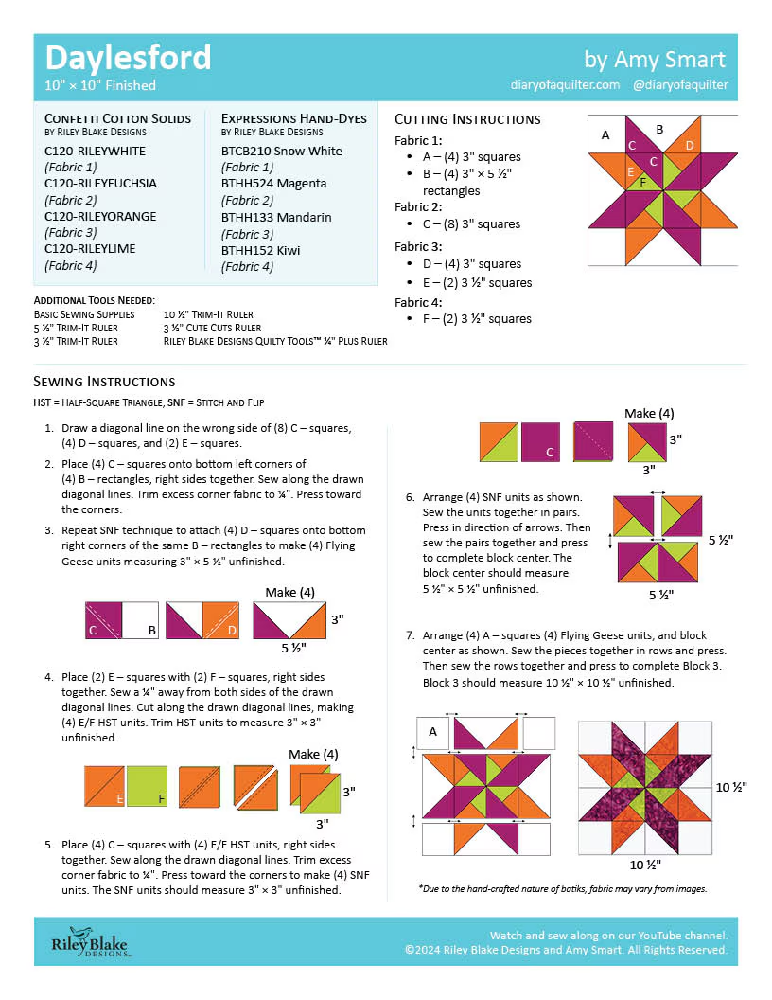 Daylesford
10" × 10" Finished
by Amy Smart
diaryofaquilter.com @diaryofaquilter
Confetti Cotton Solids
by Riley Blake Designs
C120-RILEYWHITE
(Fabric 1)
C120-RILEYFUCHSIA
(Fabric 2)
C120-RILEYORANGE
(Fabric 3)
C120-RILEYLIME
(Fabric 4)
Expressions Hand-Dyes
by Riley Blake Designs
BTCB210 Snow White
(Fabric 1)
BTHH524 Magenta
(Fabric 2)
BTHH133 Mandarin
(Fabric 3)
BTHH152 Kiwi
(Fabric 4)
Cutting Instructions
Fabric 1:
• A – (4) 3" squares
• B – (4) 3" × 5 ½"
rectangles
Fabric 2:
• C – (8) 3" squares
Fabric 3:
• D – (4) 3" squares
• E – (2) 3 ½" squares
Fabric 4:
• F – (2) 3 ½" squares
A
B
C
D
C
E
F
Additional Tools Needed:
Basic Sewing Supplies
5 ½" Trim-It Ruler
3 ½" Trim-It Ruler
10 ½" Trim-It Ruler
3 ½" Cute Cuts Ruler
Riley Blake Designs Quilty Tools™ ¼" Plus Ruler
Sewing Instructions
HST = Half-Square Triangle, SNF = Stitch and Flip
1. Draw a diagonal line on the wrong side of (8) C – squares,
(4) D – squares, and (2) E – squares.
2. Place (4) C – squares onto bottom left corners of
(4) B – rectangles, right sides together. Sew along the drawn
diagonal lines. Trim excess corner fabric to ¼". Press toward
the corners.
3. Repeat SNF technique to attach (4) D – squares onto bottom
right corners of the same B – rectangles to make (4) Flying
Geese units measuring 3" × 5 ½" unfinished.
Make (4)
C
B
D
3"
5 ½"
4. Place (2) E – squares with (2) F – squares, right sides
together. Sew a ¼" away from both sides of the drawn
diagonal lines. Cut along the drawn diagonal lines, making
(4) E/F HST units. Trim HST units to measure 3" × 3"
unfinished.
Make (4)
E
F
3"
3"
5. Place (4) C – squares with (4) E/F HST units, right sides
together. Sew along the drawn diagonal lines. Trim excess
corner fabric to ¼". Press toward the corners to make (4) SNF
units. The SNF units should measure 3" × 3" unfinished.
Make (4)
C
3"
3"
6. Arrange (4) SNF units as shown.
Sew the units together in pairs.
Press in direction of arrows. Then
sew the pairs together and press
to complete block center. The
block center should measure
5 ½" × 5 ½" unfinished.
5 ½"
5 ½"
7. Arrange (4) A – squares (4) Flying Geese units, and block
center as shown. Sew the pieces together in rows and press.
Then sew the rows together and press to complete Block 3.
Block 3 should measure 10 ½" × 10 ½" unfinished.
A
10 ½"
10 ½"
*Due to the hand-crafted nature of batiks, fabric may vary from images.
Riley Blake
DESIGNS
Watch and sew along on our YouTube channel.
©2024 Riley Blake Designs and Amy Smart. All Rights Reserved.